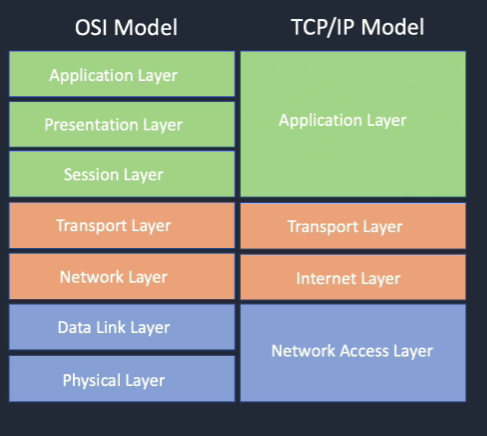 OSI Model
TCP/IP Model
Application Layer
Presentation Layer
Session Layer
Transport Layer
Network Layer
Data Link Layer
Physical Layer
Application Layer
Transport Layer
Internet Layer
Network Access Layer